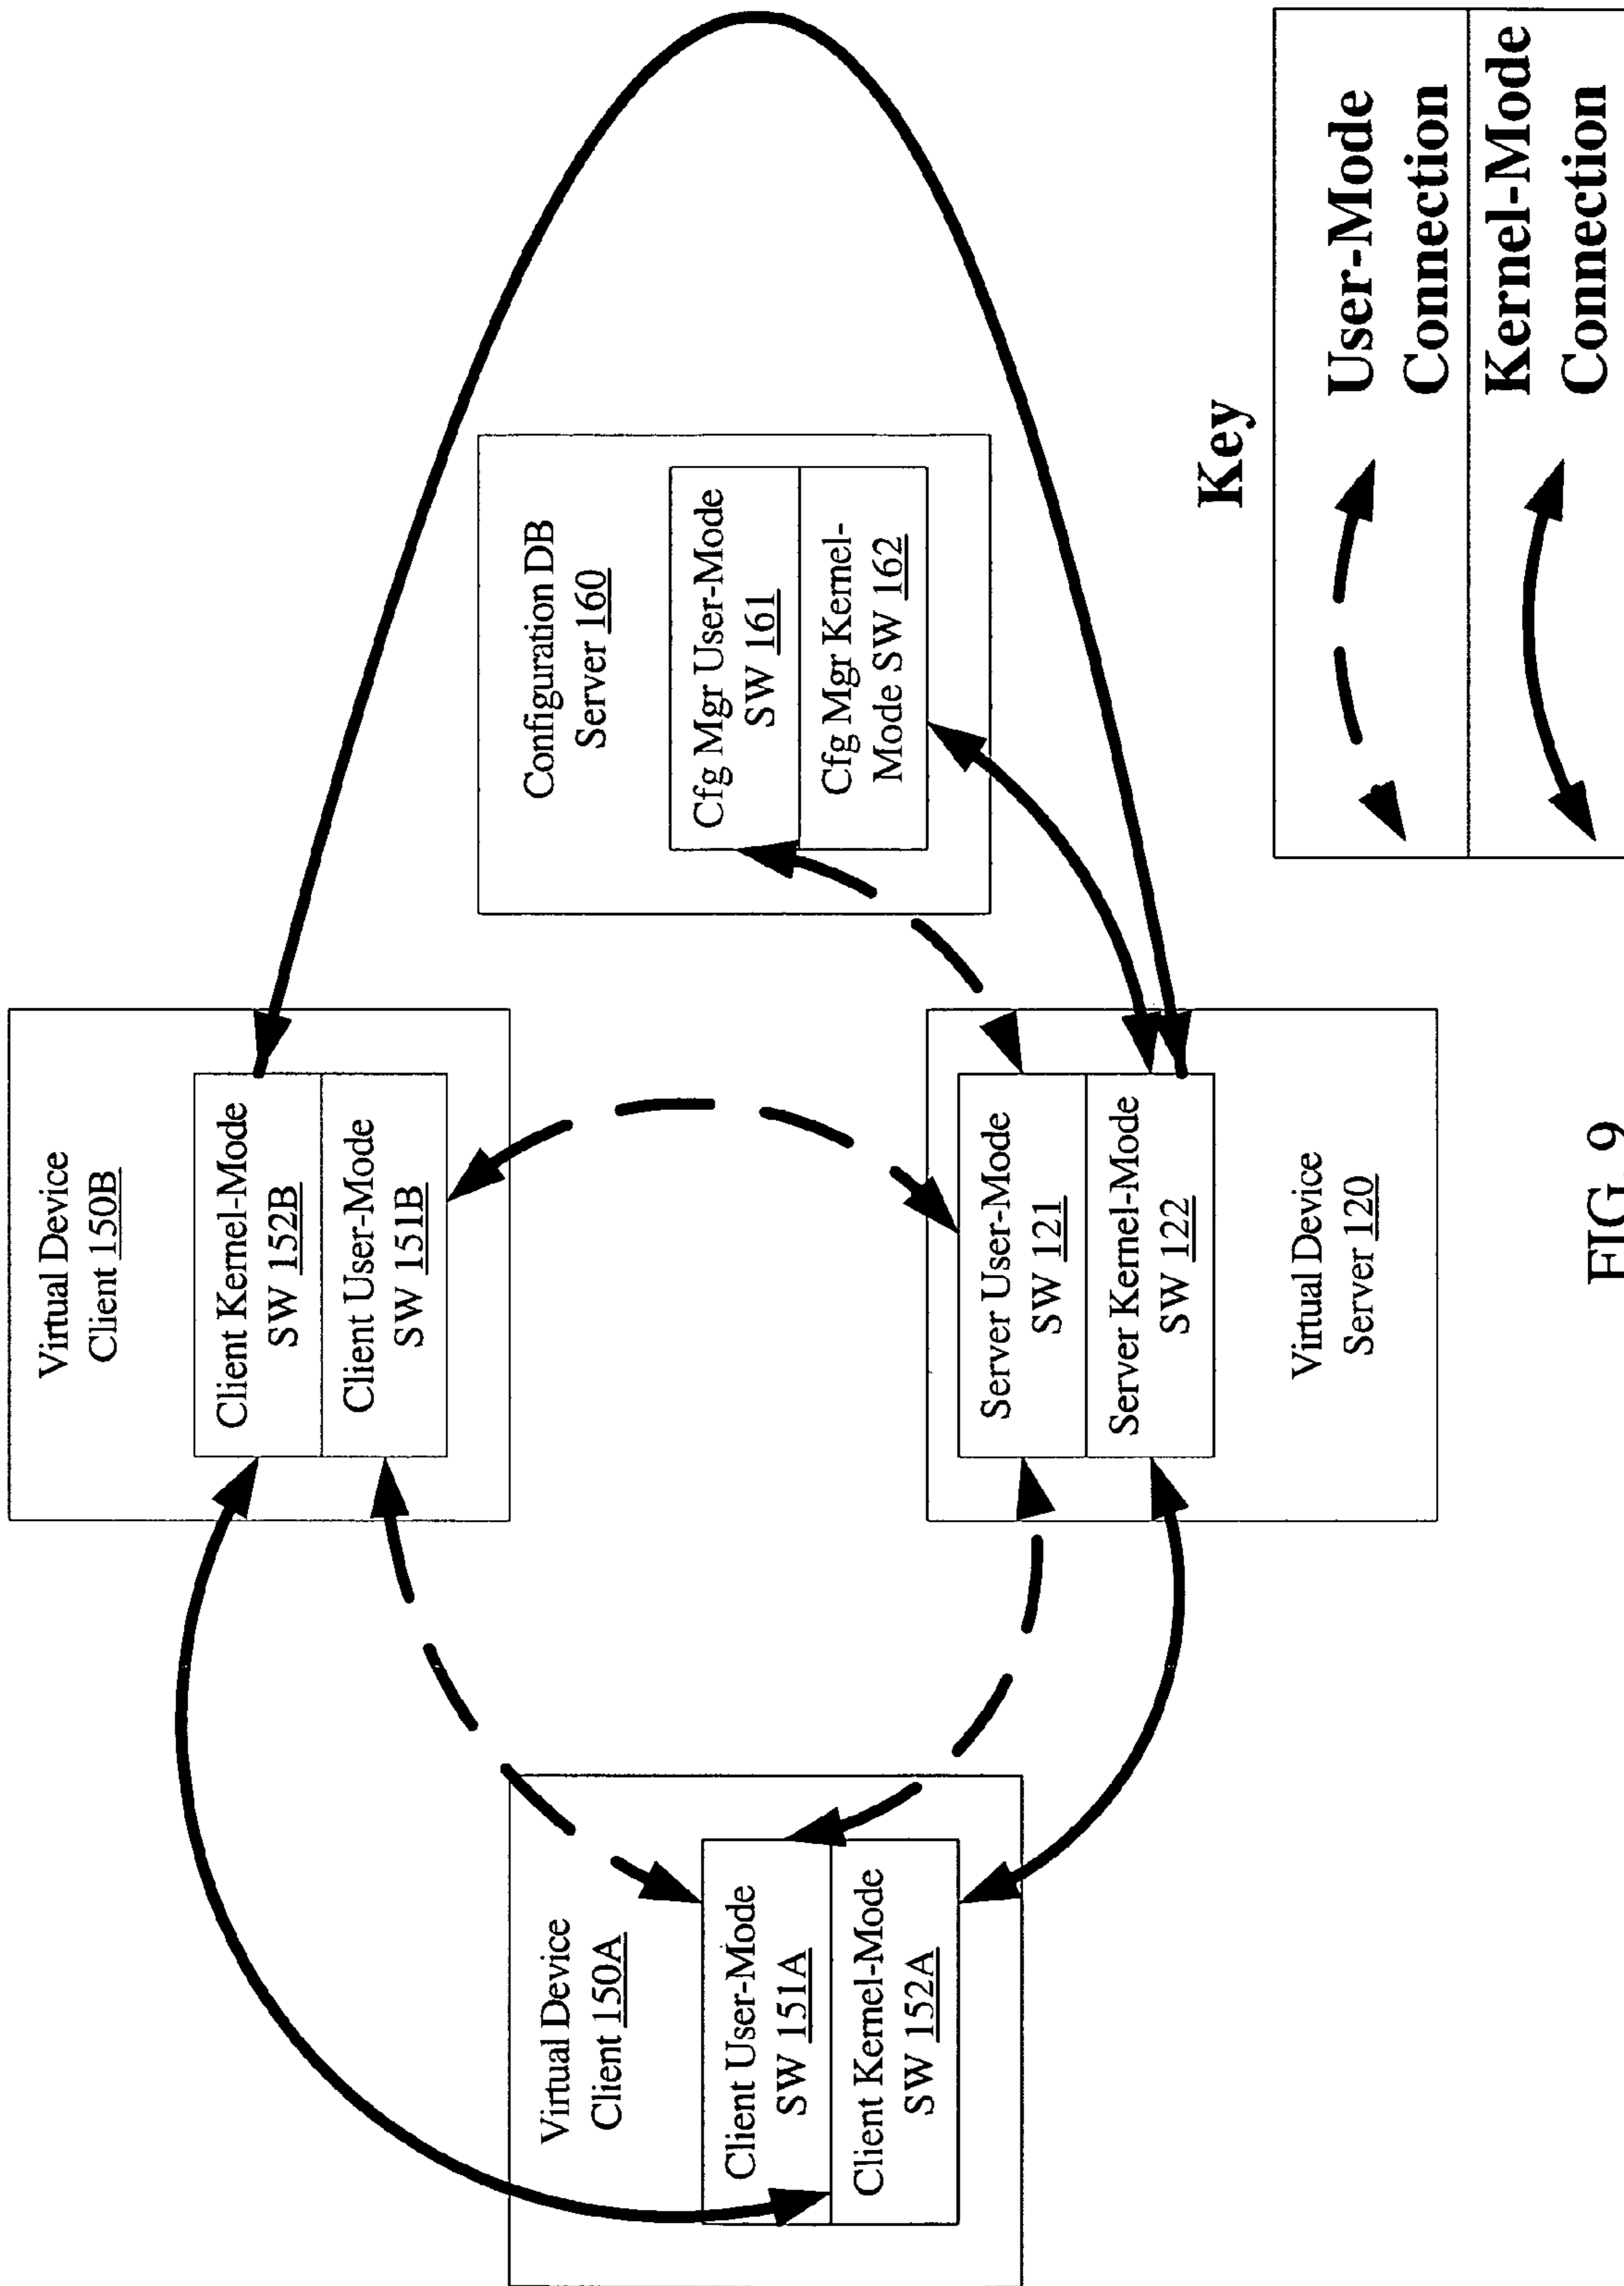 Virtual Device
Client 150B
Client Kernel-Mode
SW 152B
Client User-Mode
SW 151B
Virtual Device
Client 150A
Client User-Mode
SW 151A
Client Kernel-Mode
SW 152A
Configuration DB
Server 160
Cfg Mgr User-Mode
SW 161
Cfg Mgr Kernel-
Mode SW 162
Server User-Mode
SW 121
Server Kernel-Mode
SW 122
Virtual Device
Server 120
Key
User-Mode
Connection
Kernel-Mode
Connection
FIG. 9